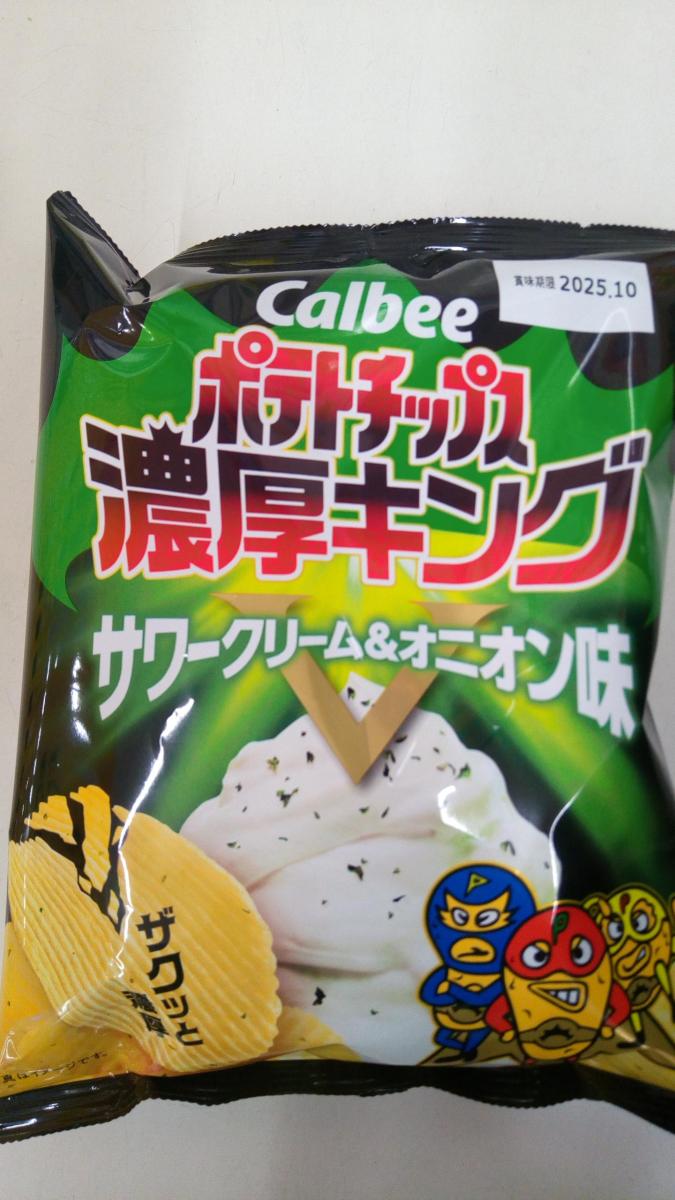 Calbee
賞味期限 2025.10
ポテトチップス
濃厚キング
サワークリーム&オニオン味
ザクッと
濃厚